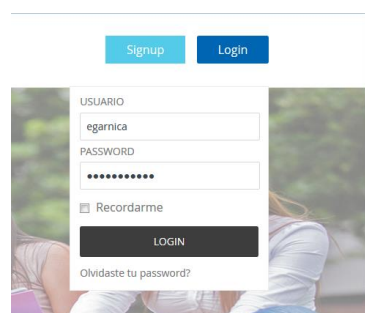 Signup
Login
USUARIO
egarnica
PASSWORD
•••••••••••
Recordarme
LOGIN
Olvidaste tu password?